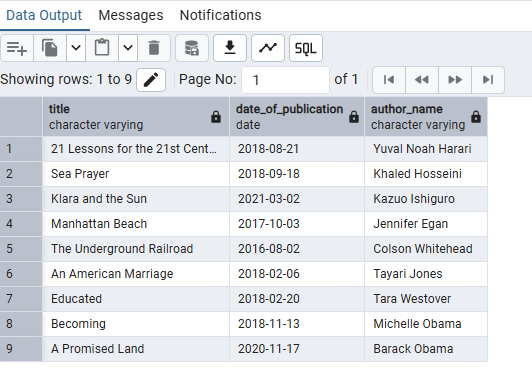 Data Output Messages Notifications
SQL
Showing rows: 1 to 9 Page No: 1 of 1
title date_of_publication author_name
character varying date character varying
1 21 Lessons for the 21st Cent... 2018-08-21 Yuval Noah Harari
2 Sea Prayer 2018-09-18 Khaled Hosseini
3 Klara and the Sun 2021-03-02 Kazuo Ishiguro
4 Manhattan Beach 2017-10-03 Jennifer Egan
5 The Underground Railroad 2016-08-02 Colson Whitehead
6 An American Marriage 2018-02-06 Tayari Jones
7 Educated 2018-02-20 Tara Westover
8 Becoming 2018-11-13 Michelle Obama
9 A Promised Land 2020-11-17 Barack Obama